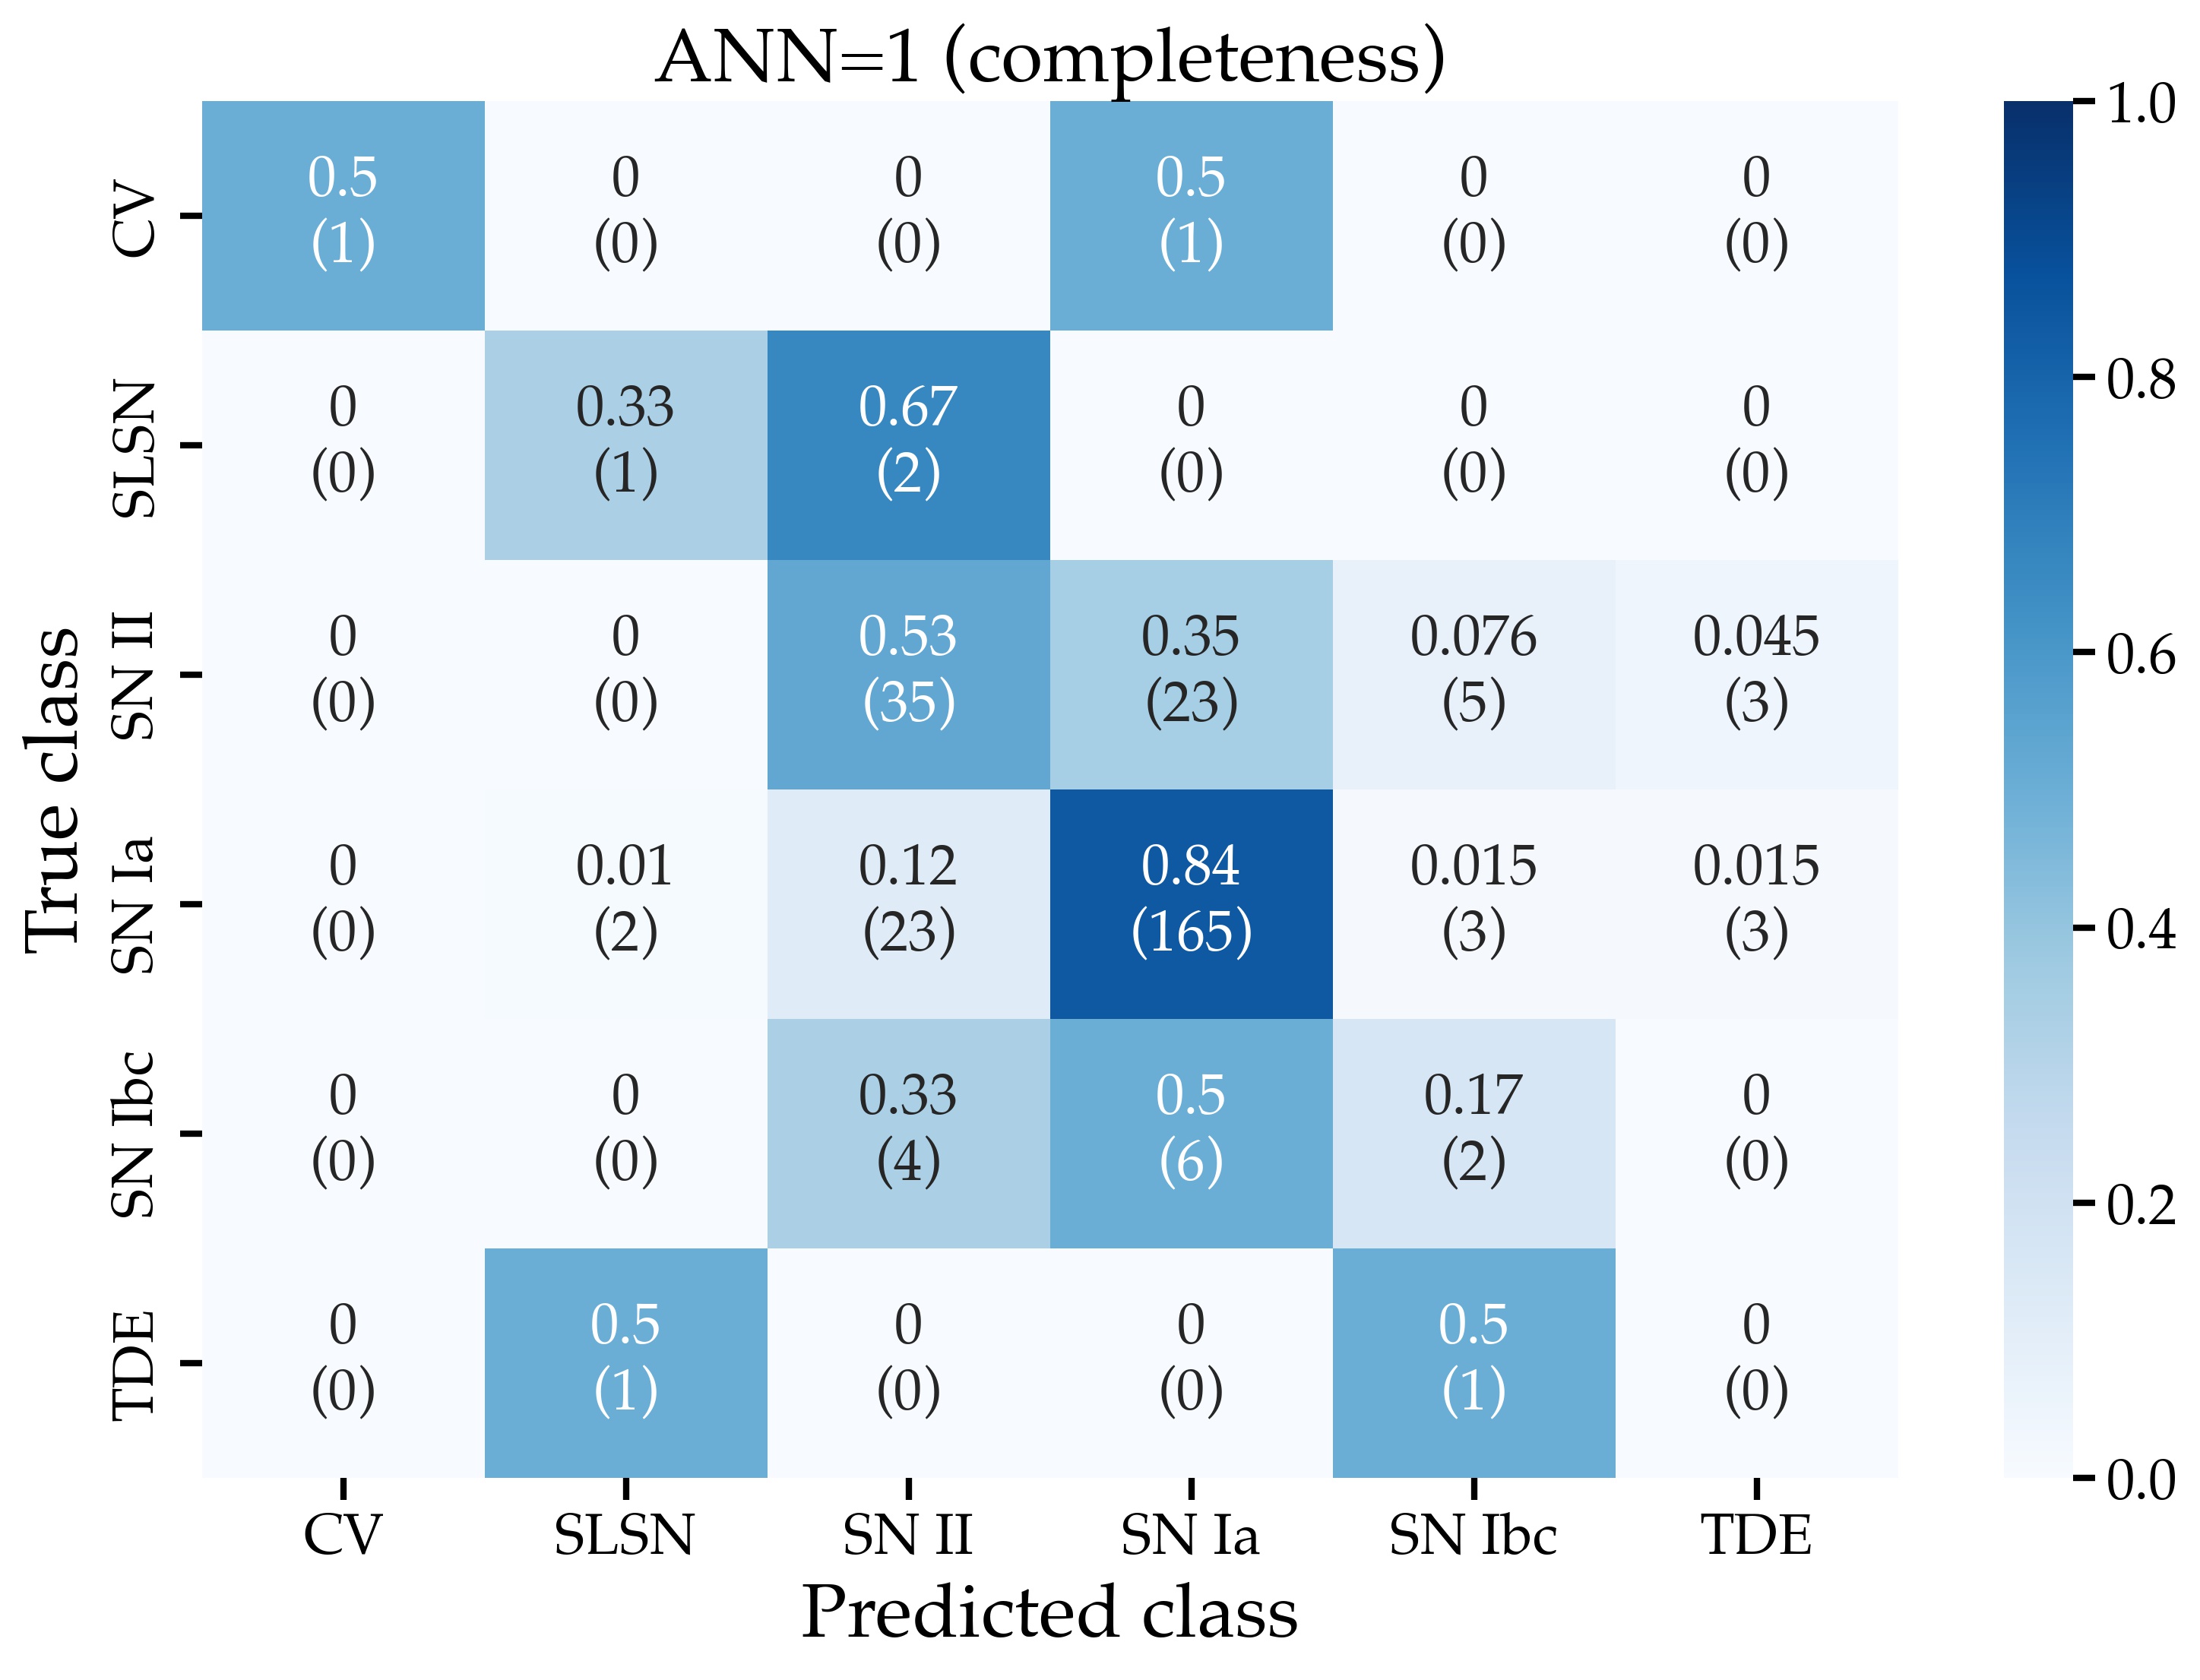 ANN=1 (completeness)
1.0
0.8
0.6
0.4
0.2
0.0
True class
CV
0.5 0 0 0.5 0 0
(1) (0) (0) (1) (0) (0)
SLSN
0 0.33 0.67 0 0 0
(0) (1) (2) (0) (0) (0)
SN II
0 0 0.53 0.35 0.076 0.045
(0) (0) (35) (23) (5) (3)
SN Ia
0 0.01 0.12 0.84 0.015 0.015
(0) (2) (23) (165) (3) (3)
SN Ibc
0 0 0.33 0.5 0.17 0
(0) (0) (4) (6) (2) (0)
TDE
0 0.5 0 0 0.5 0
(0) (1) (0) (0) (1) (0)
CV SLSN SN II SN Ia SN Ibc TDE
Predicted class